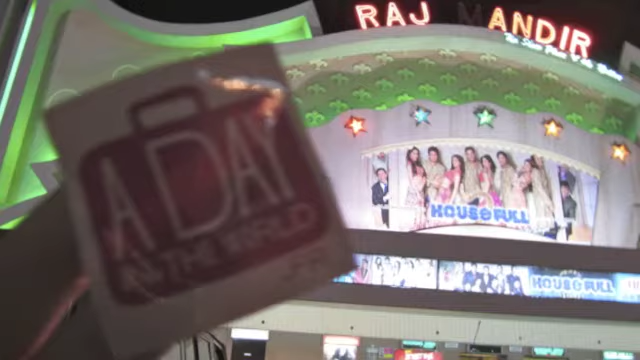 RAJ MANDIR
A DAY
IN THE WORLD
HOUSEFULL
HOUSEFULL